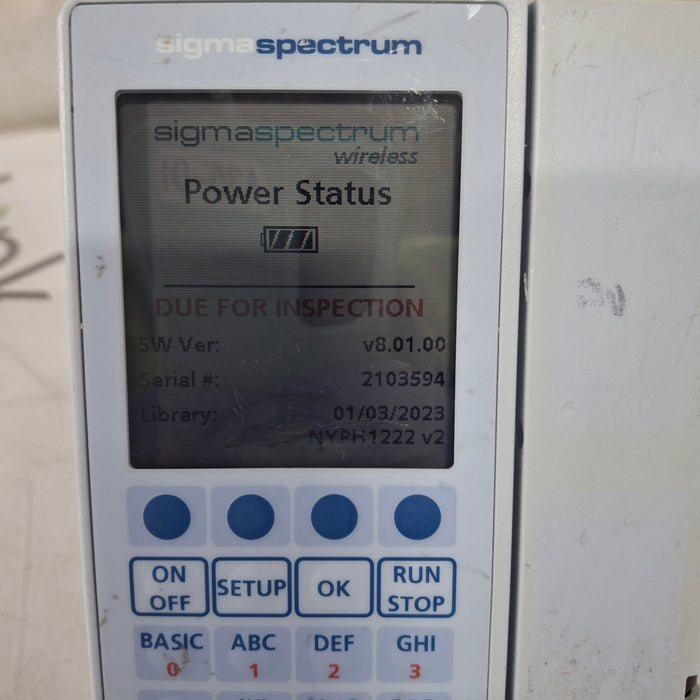 sigmaspectrum
sigmaspectrum
wireless
Power Status
DUE FOR INSPECTION
SW Ver: v8.01.00
Serial #: 2103594
Library: 01/03/2023
NYPH1222 v2
ON OFF
SETUP
OK
RUN STOP
BASIC ABC DEF GHI
0 1 2 3